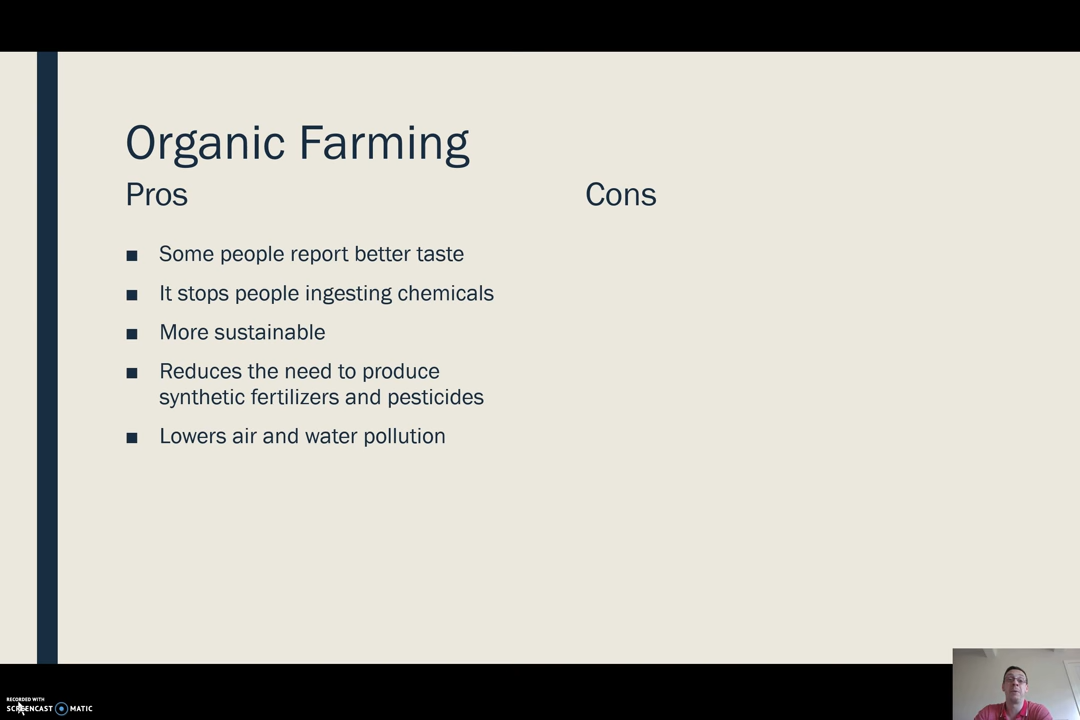 Organic Farming
Pros
Cons
■ Some people report better taste
■ It stops people ingesting chemicals
■ More sustainable
■ Reduces the need to produce
synthetic fertilizers and pesticides
■ Lowers air and water pollution
RECORDED WITH
SCREENCAST MATIC